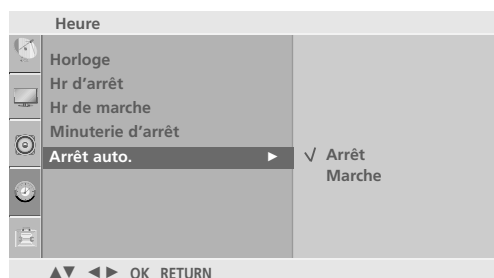 Heure
Horloge
Hr d'arrêt
Hr de marche
Minuterie d'arrêt
Arrêt auto. ►
√ Arrêt
Marche
▲▼ ◄► OK RETURN